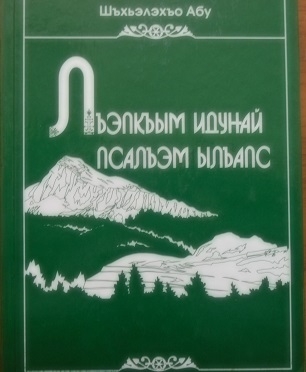 Шъхьэлэхъо Абу
Лъэпкъым идунай
псалъэм ылъапс